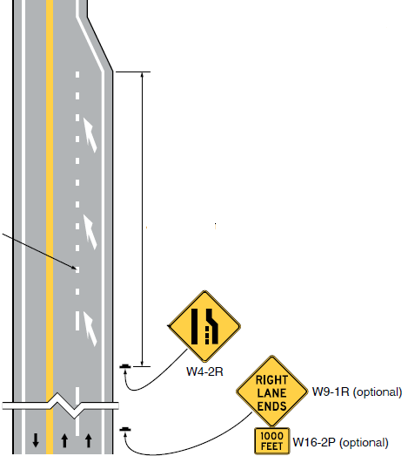 W4-2R
RIGHT
LANE
ENDS
W9-1R (optional)
1000
FEET
W16-2P (optional)